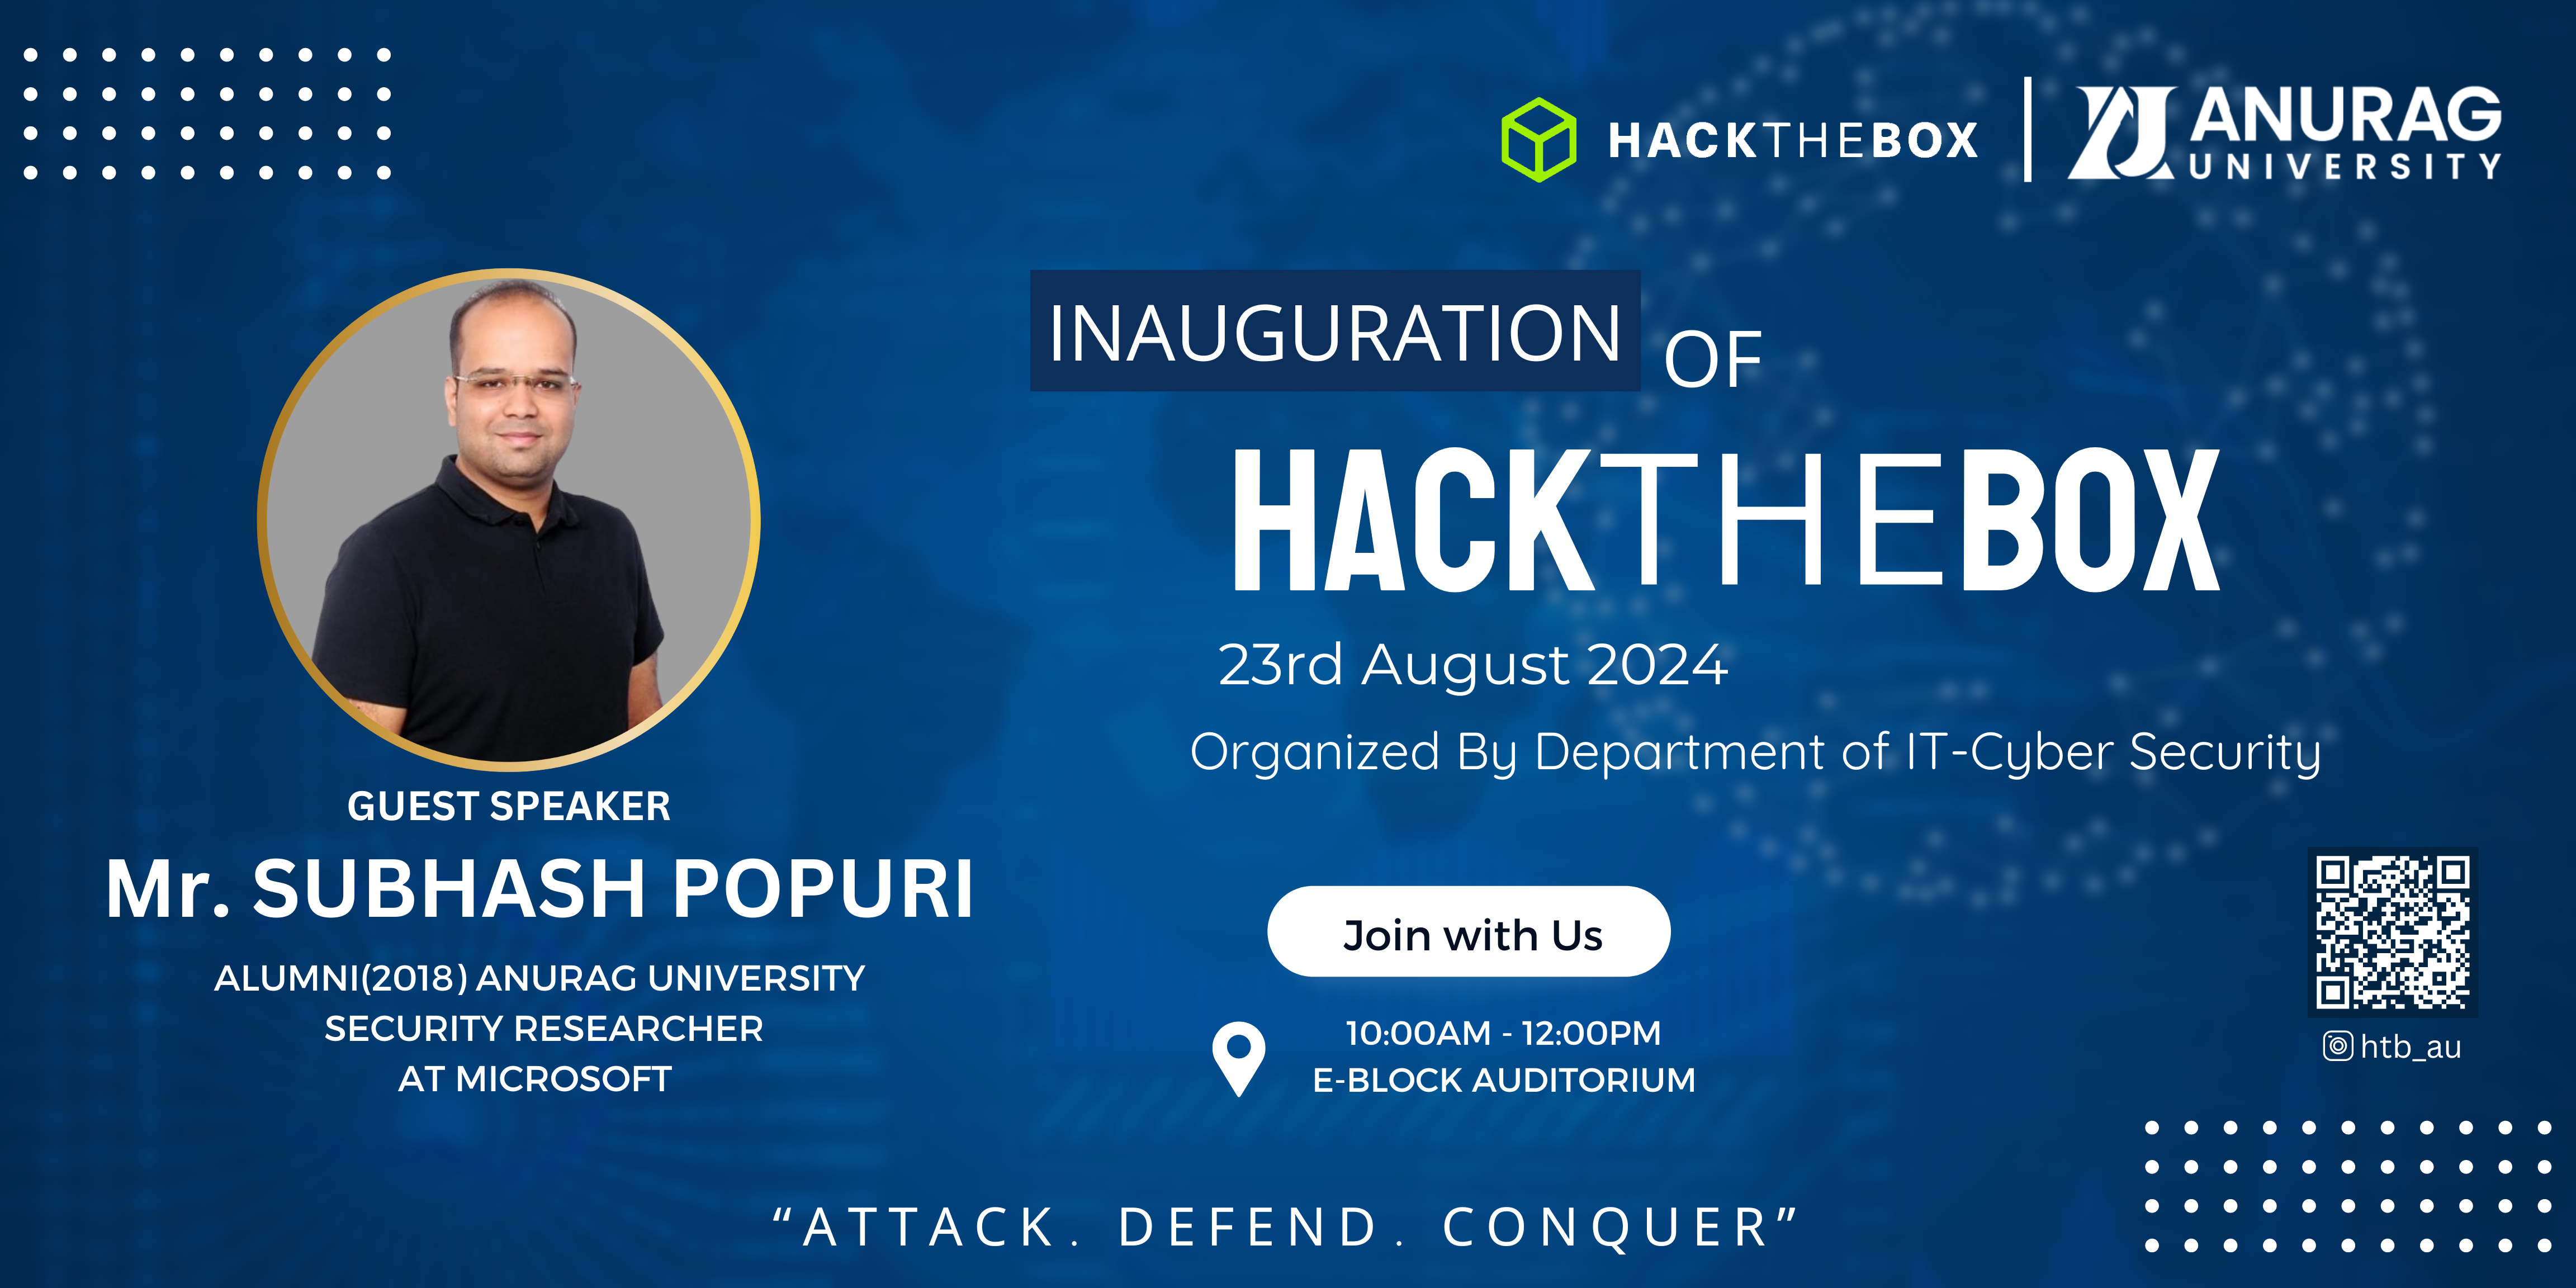 HACKTHEBOX
ANURAG
UNIVERSITY
INAUGURATION OF
HACKTHEBOX
23rd August 2024
Organized By Department of IT-Cyber Security
GUEST SPEAKER
Mr. SUBHASH POPURI
ALUMNI(2018) ANURAG UNIVERSITY
SECURITY RESEARCHER
AT MICROSOFT
Join with Us
10:00AM - 12:00PM
E-BLOCK AUDITORIUM
htb_au
“ATTACK. DEFEND. CONQUER”